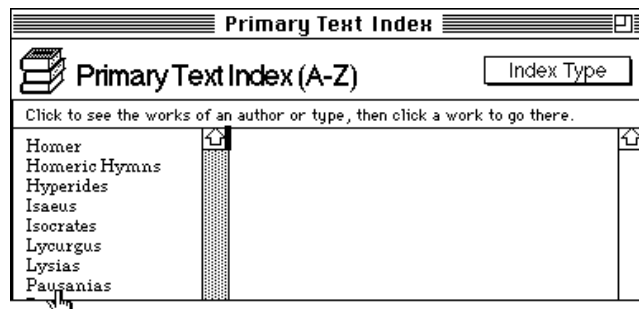 Primary Text Index
Primary Text Index (A-Z)
Index Type
Click to see the works of an author or type, then click a work to go there.
Homer
Homeric Hymns
Hyperides
Isaeus
Isocrates
Lycurgus
Lysias
Pausanias